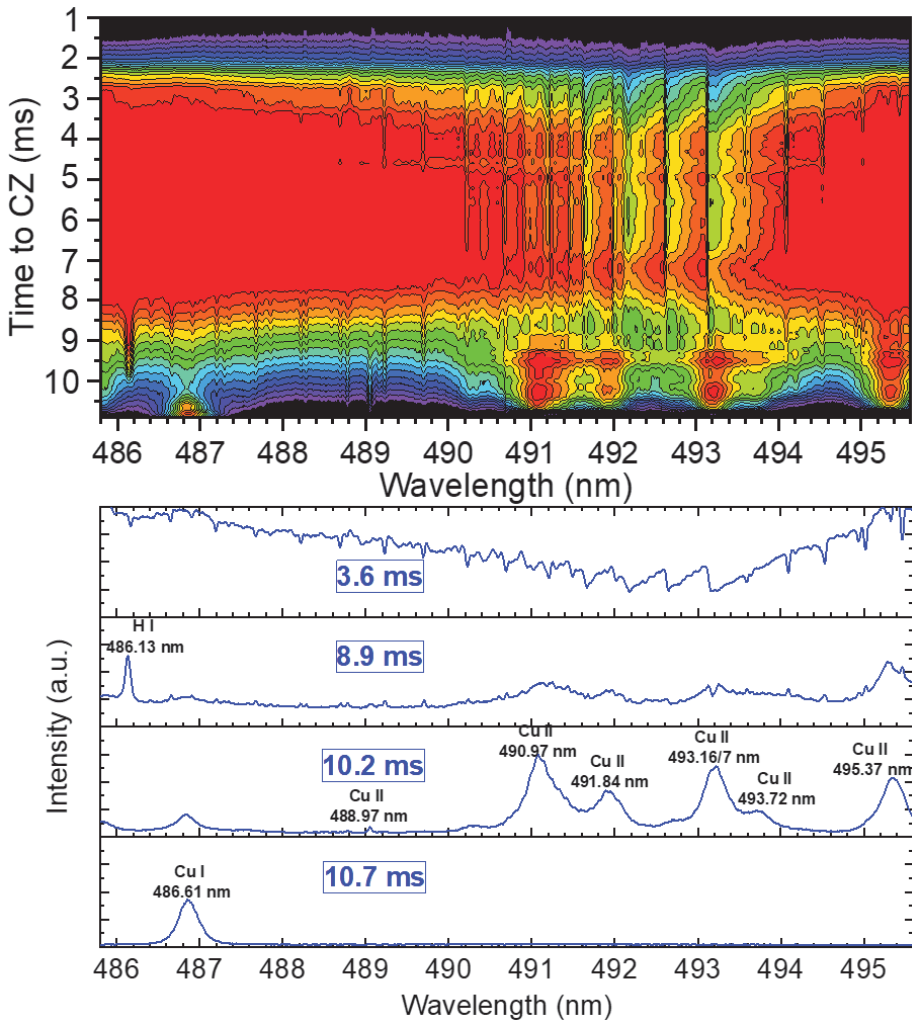 1
2
3
4
5
6
7
8
9
10
Time to CZ (ms)
486 487 488 489 490 491 492 493 494 495
Wavelength (nm)
3.6 ms
H I
486.13 nm
8.9 ms
Cu II
490.97 nm
Cu II
491.84 nm
Cu II
493.16/7 nm
Cu II
493.72 nm
Cu II
495.37 nm
10.2 ms
Cu II
488.97 nm
Cu I
486.61 nm
10.7 ms
Intensity (a.u.)
486 487 488 489 490 491 492 493 494 495
Wavelength (nm)